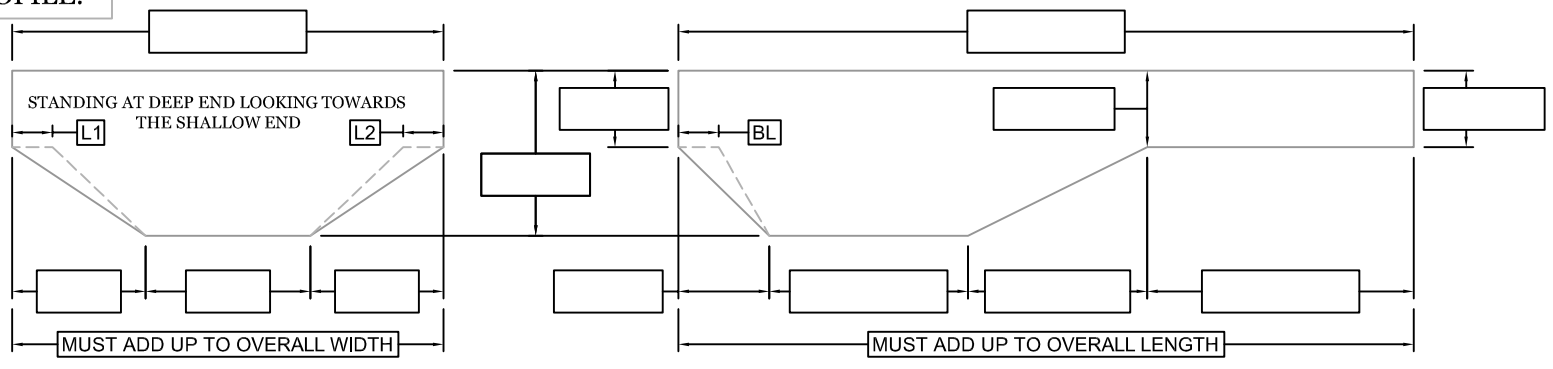 STANDING AT DEEP END LOOKING TOWARDS
THE SHALLOW END
L1
L2
BL
MUST ADD UP TO OVERALL WIDTH
MUST ADD UP TO OVERALL LENGTH